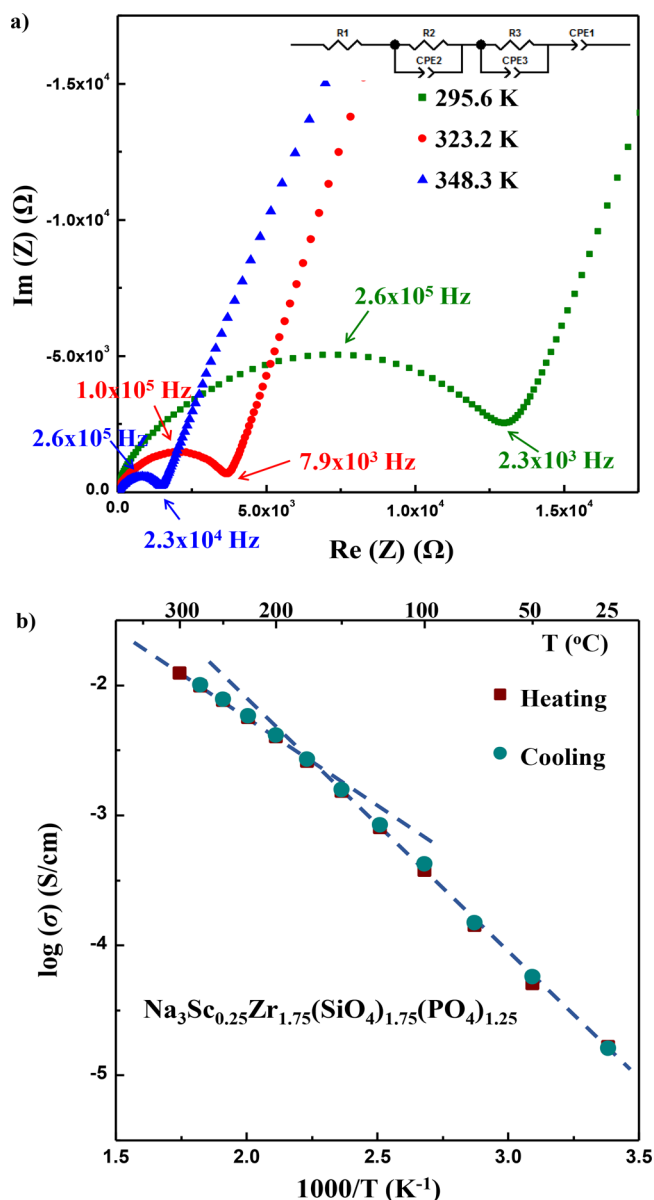 a)
R1 R2 R3 CPE1
CPE2 CPE3
-1.5x10⁴
295.6 K
323.2 K
348.3 K
-1.0x10⁴
Im (Z) (Ω)
2.6x10⁵ Hz
-5.0x10³
1.0x10⁵ Hz
2.6x10⁵ Hz
7.9x10³ Hz
2.3x10³ Hz
0.0
2.3x10⁴ Hz
0.0 5.0x10³ 1.0x10⁴ 1.5x10⁴
Re (Z) (Ω)
b)
300 200 100 50 25
T (°C)
Heating
Cooling
-2
-3
log (σ) (S/cm)
-4
Na₃Sc₀.₂₅Zr₁.₇₅(SiO₄)₁.₇₅(PO₄)₁.₂₅
-5
1.5 2.0 2.5 3.0 3.5
1000/T (K⁻¹)